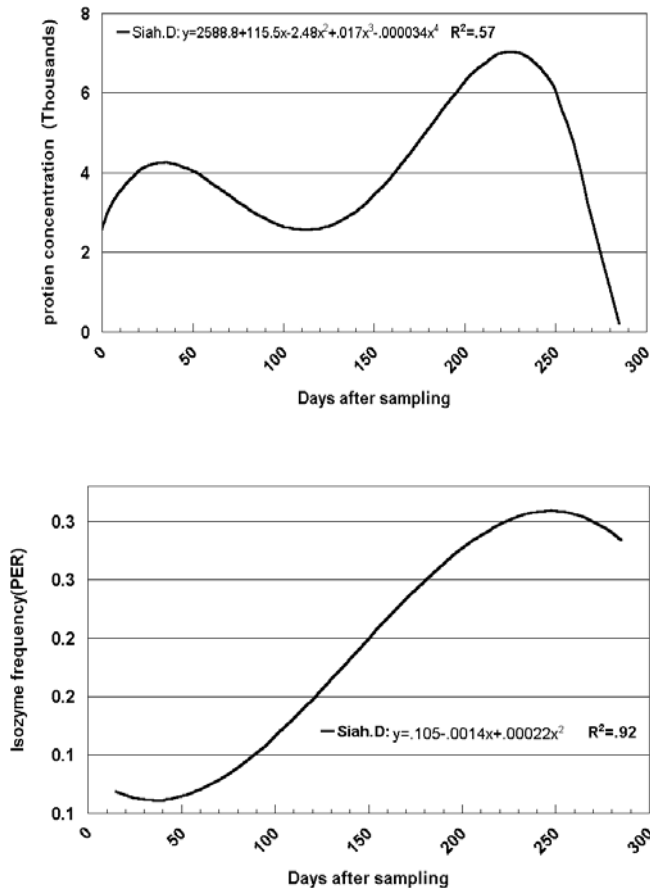 Siah.D: y=2588.8+115.5x-2.48x²+.017x³-.000034x⁴ R²=.57
protien concentration (Thousands)
8
6
4
2
0
0 50 100 150 200 250 300
Days after sampling
Isozyme frequency(PER)
0.3
0.3
0.2
0.2
0.1
0.1
Siah.D: y=.105-.0014x+.00022x² R²=.92
0 50 100 150 200 250 300
Days after sampling